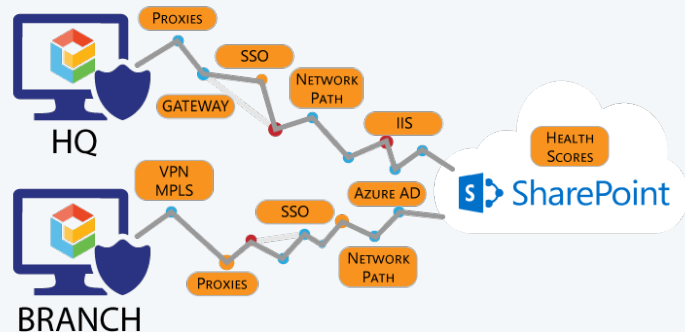 PROXIES
SSO
NETWORK
PATH
GATEWAY
IIS
HQ
HEALTH
SCORES
VPN
MPLS
AZURE AD
S
SharePoint
SSO
NETWORK
PATH
PROXIES
BRANCH